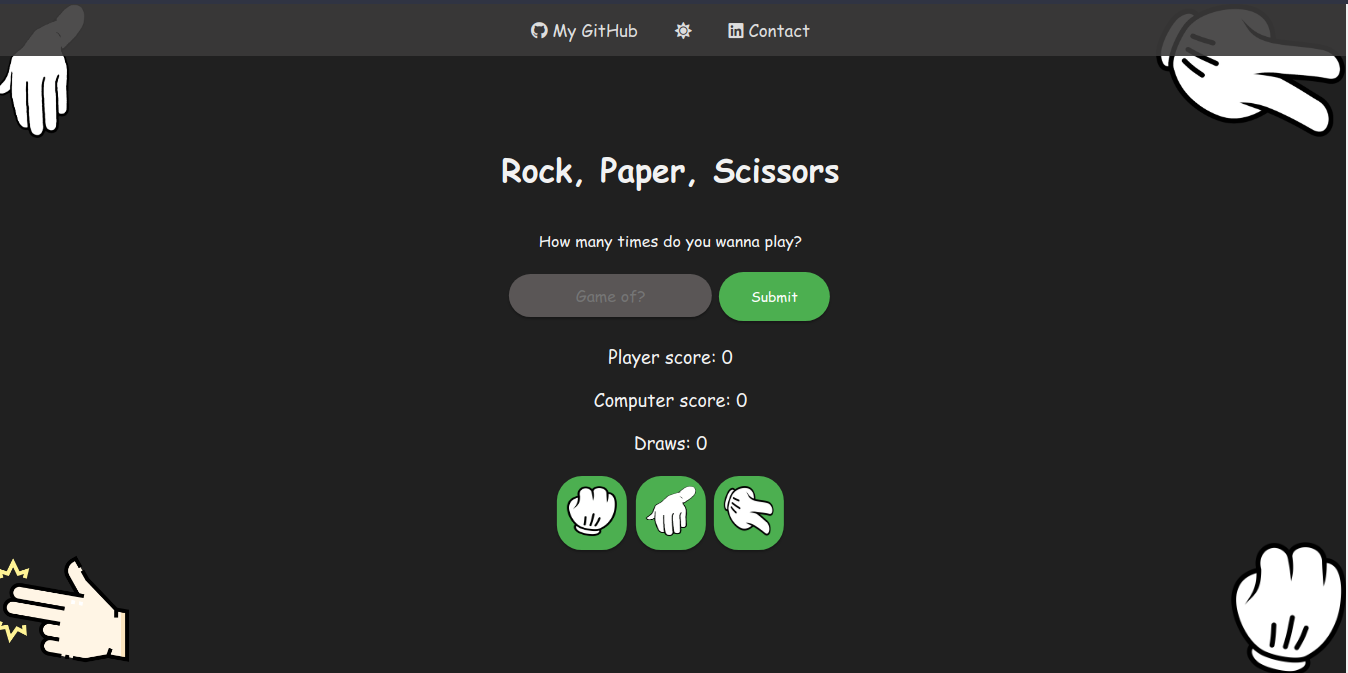 My GitHub
Contact
Rock, Paper, Scissors
How many times do you wanna play?
Game of?
Submit
Player score: 0
Computer score: 0
Draws: 0